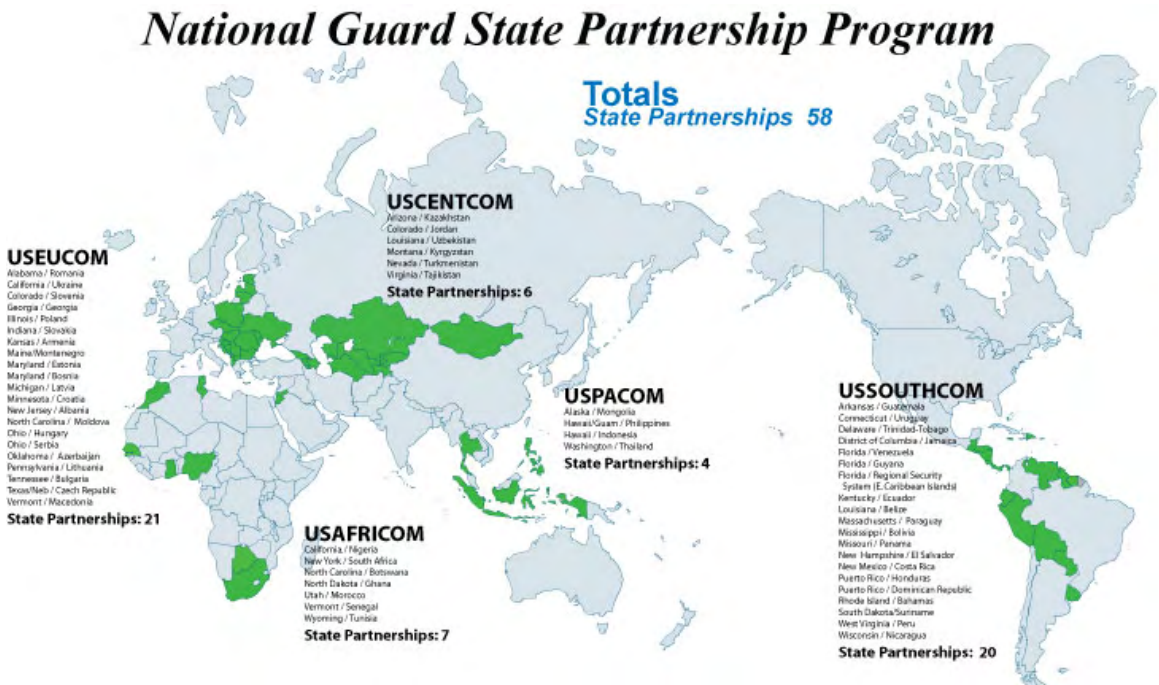 National Guard State Partnership Program
Totals
State Partnerships 58
USEUCOM
Alabama / Romania
California / Ukraine
Colorado / Slovenia
Georgia / Georgia
Illinois / Poland
Indiana / Slovakia
Kansas / Armenia
Maine/Montenegro
Maryland / Estonia
Maryland / Bosnia
Michigan / Latvia
Minnesota / Croatia
New Jersey / Albania
North Carolina / Moldova
Ohio / Hungary
Ohio / Serbia
Oklahoma / Azerbaijan
Pennsylvania / Lithuania
Tennessee / Bulgaria
Texas/Neb / Czech Republic
Vermont / Macedonia
State Partnerships: 21
USCENTCOM
Arizona / Kazakhstan
Colorado / Jordan
Louisiana / Uzbekistan
Montana / Kyrgyzstan
Nevada / Turkmenistan
Virginia / Tajikistan
State Partnerships: 6
USAFRICOM
California / Nigeria
New York / South Africa
North Carolina / Botswana
North Dakota / Ghana
Utah / Morocco
Vermont / Senegal
Wyoming / Tunisia
State Partnerships: 7
USPACOM
Alaska / Mongolia
Hawaii/Guam / Philippines
Hawaii / Indonesia
Washington / Thailand
State Partnerships: 4
USSOUTHCOM
Arkansas / Guatemala
Connecticut / Uruguay
Delaware / Trinidad-Tobago
District of Columbia / Jamaica
Florida / Venezuela
Florida / Guyana
Florida / Regional Security
System (E. Caribbean Islands)
Kentucky / Ecuador
Louisiana / Belize
Massachusetts / Paraguay
Mississippi / Bolivia
Missouri / Panama
New Hampshire / El Salvador
New Mexico / Costa Rica
Puerto Rico / Honduras
Puerto Rico / Dominican Republic
Rhode Island / Bahamas
South Dakota/Suriname
West Virginia / Peru
Wisconsin / Nicaragua
State Partnerships: 20